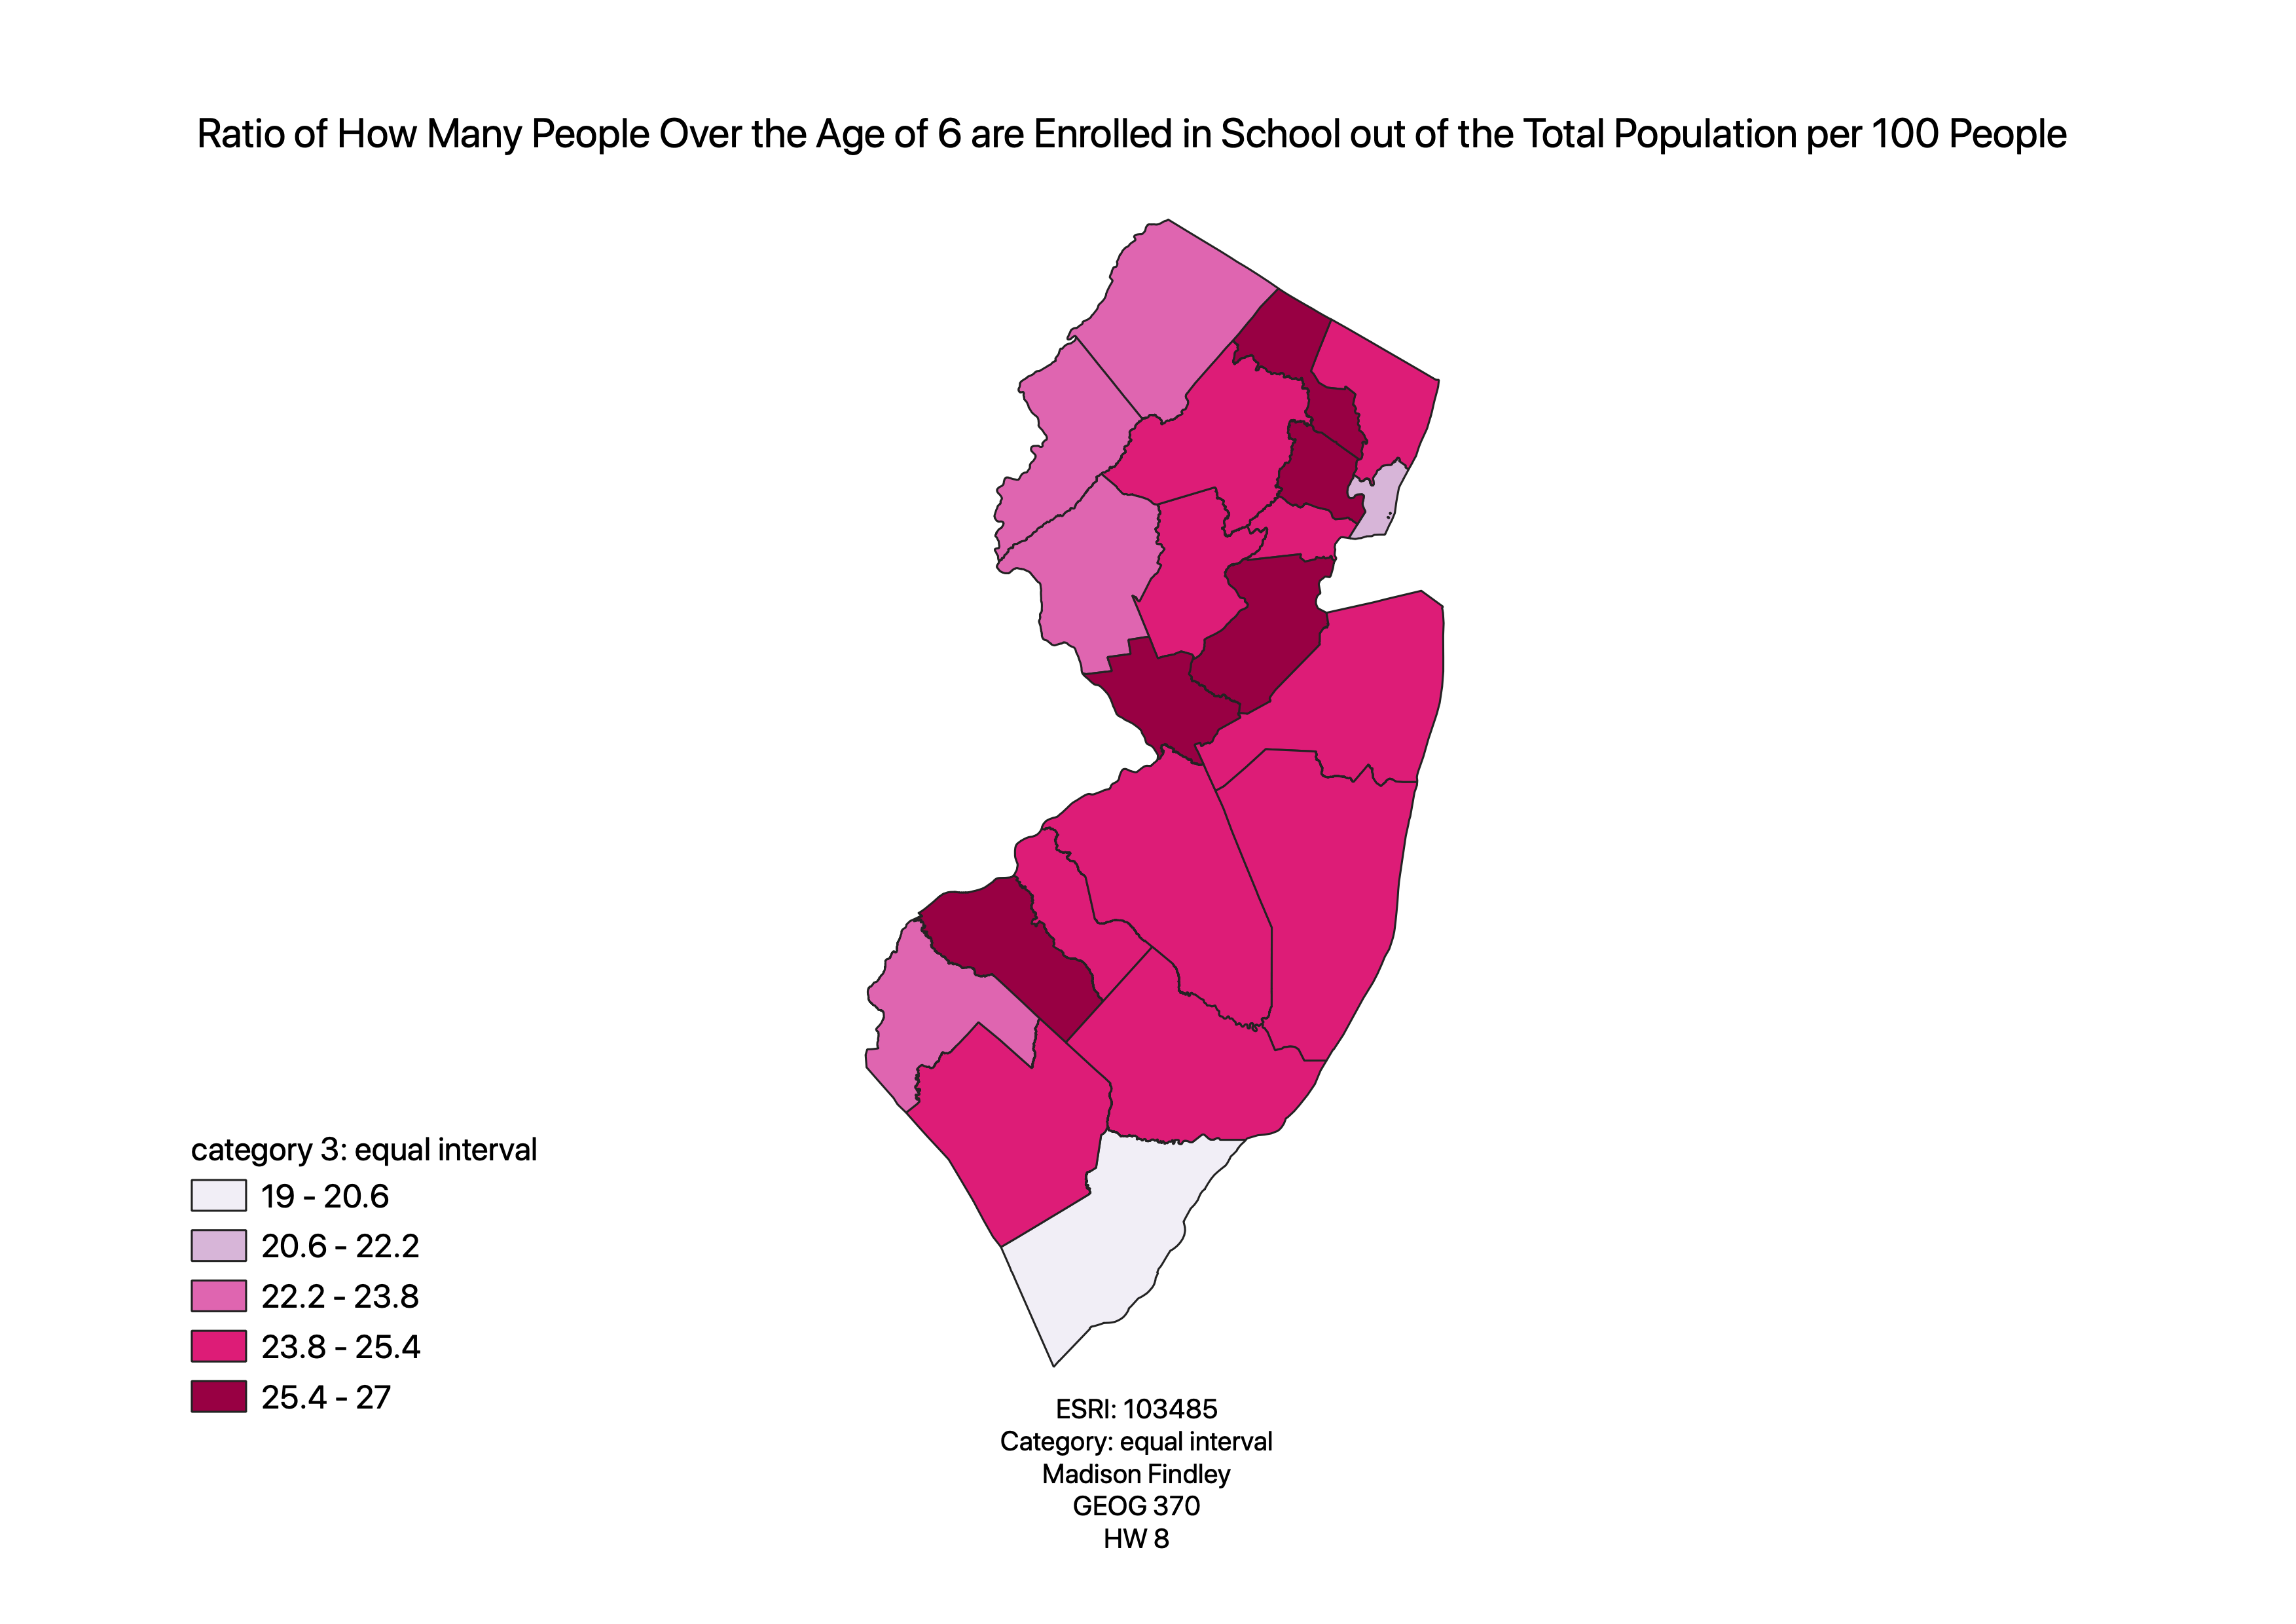 Ratio of How Many People Over the Age of 6 are Enrolled in School out of the Total Population per 100 People
category 3: equal interval
19 - 20.6
20.6 - 22.2
22.2 - 23.8
23.8 - 25.4
25.4 - 27
ESRI: 103485
Category: equal interval
Madison Findley
GEOG 370
HW 8